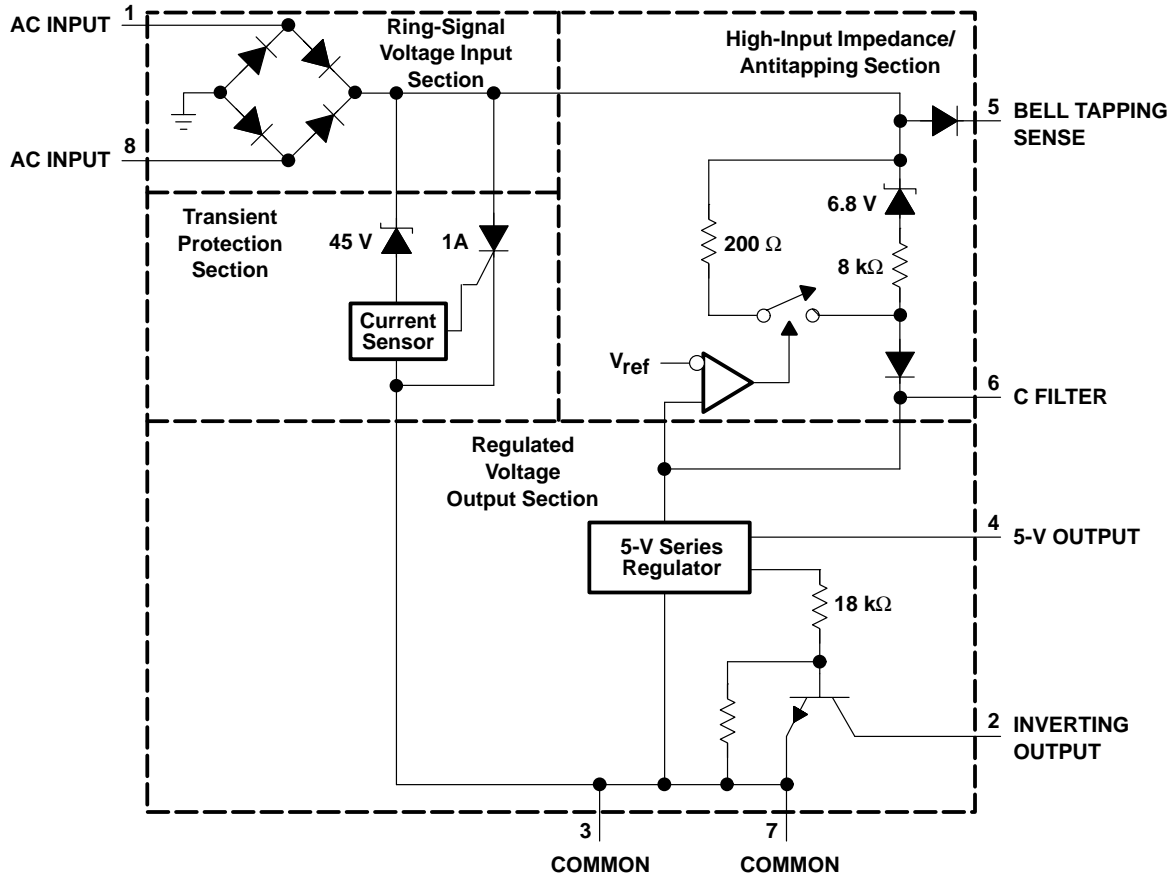 AC INPUT
1
Ring-Signal
Voltage Input
Section
High-Input Impedance/
Antitapping Section
5
BELL TAPPING
SENSE
AC INPUT
8
Transient
Protection
Section
45 V
1A
6.8 V
200 Ω
8 kΩ
Current
Sensor
Vref
6
C FILTER
Regulated
Voltage
Output Section
4
5-V OUTPUT
5-V Series
Regulator
18 kΩ
2
INVERTING
OUTPUT
3
7
COMMON
COMMON